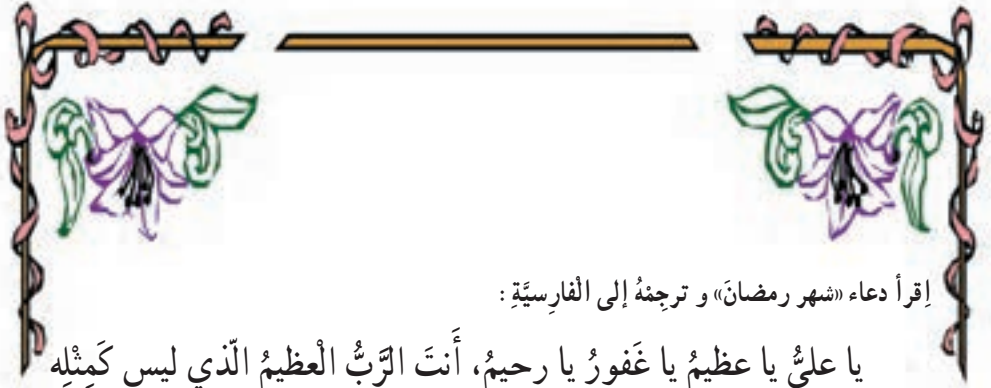 اِقرأ دعاء «شهر رمضانَ» و ترجِمْهُ إلى الْفارِسيَّةِ :
يا عليُّ يا عظيمُ يا غَفورُ يا رحيمُ، أَنتَ الرَّبُّ الْعظيمُ الّذي ليس كَمِثْلِه